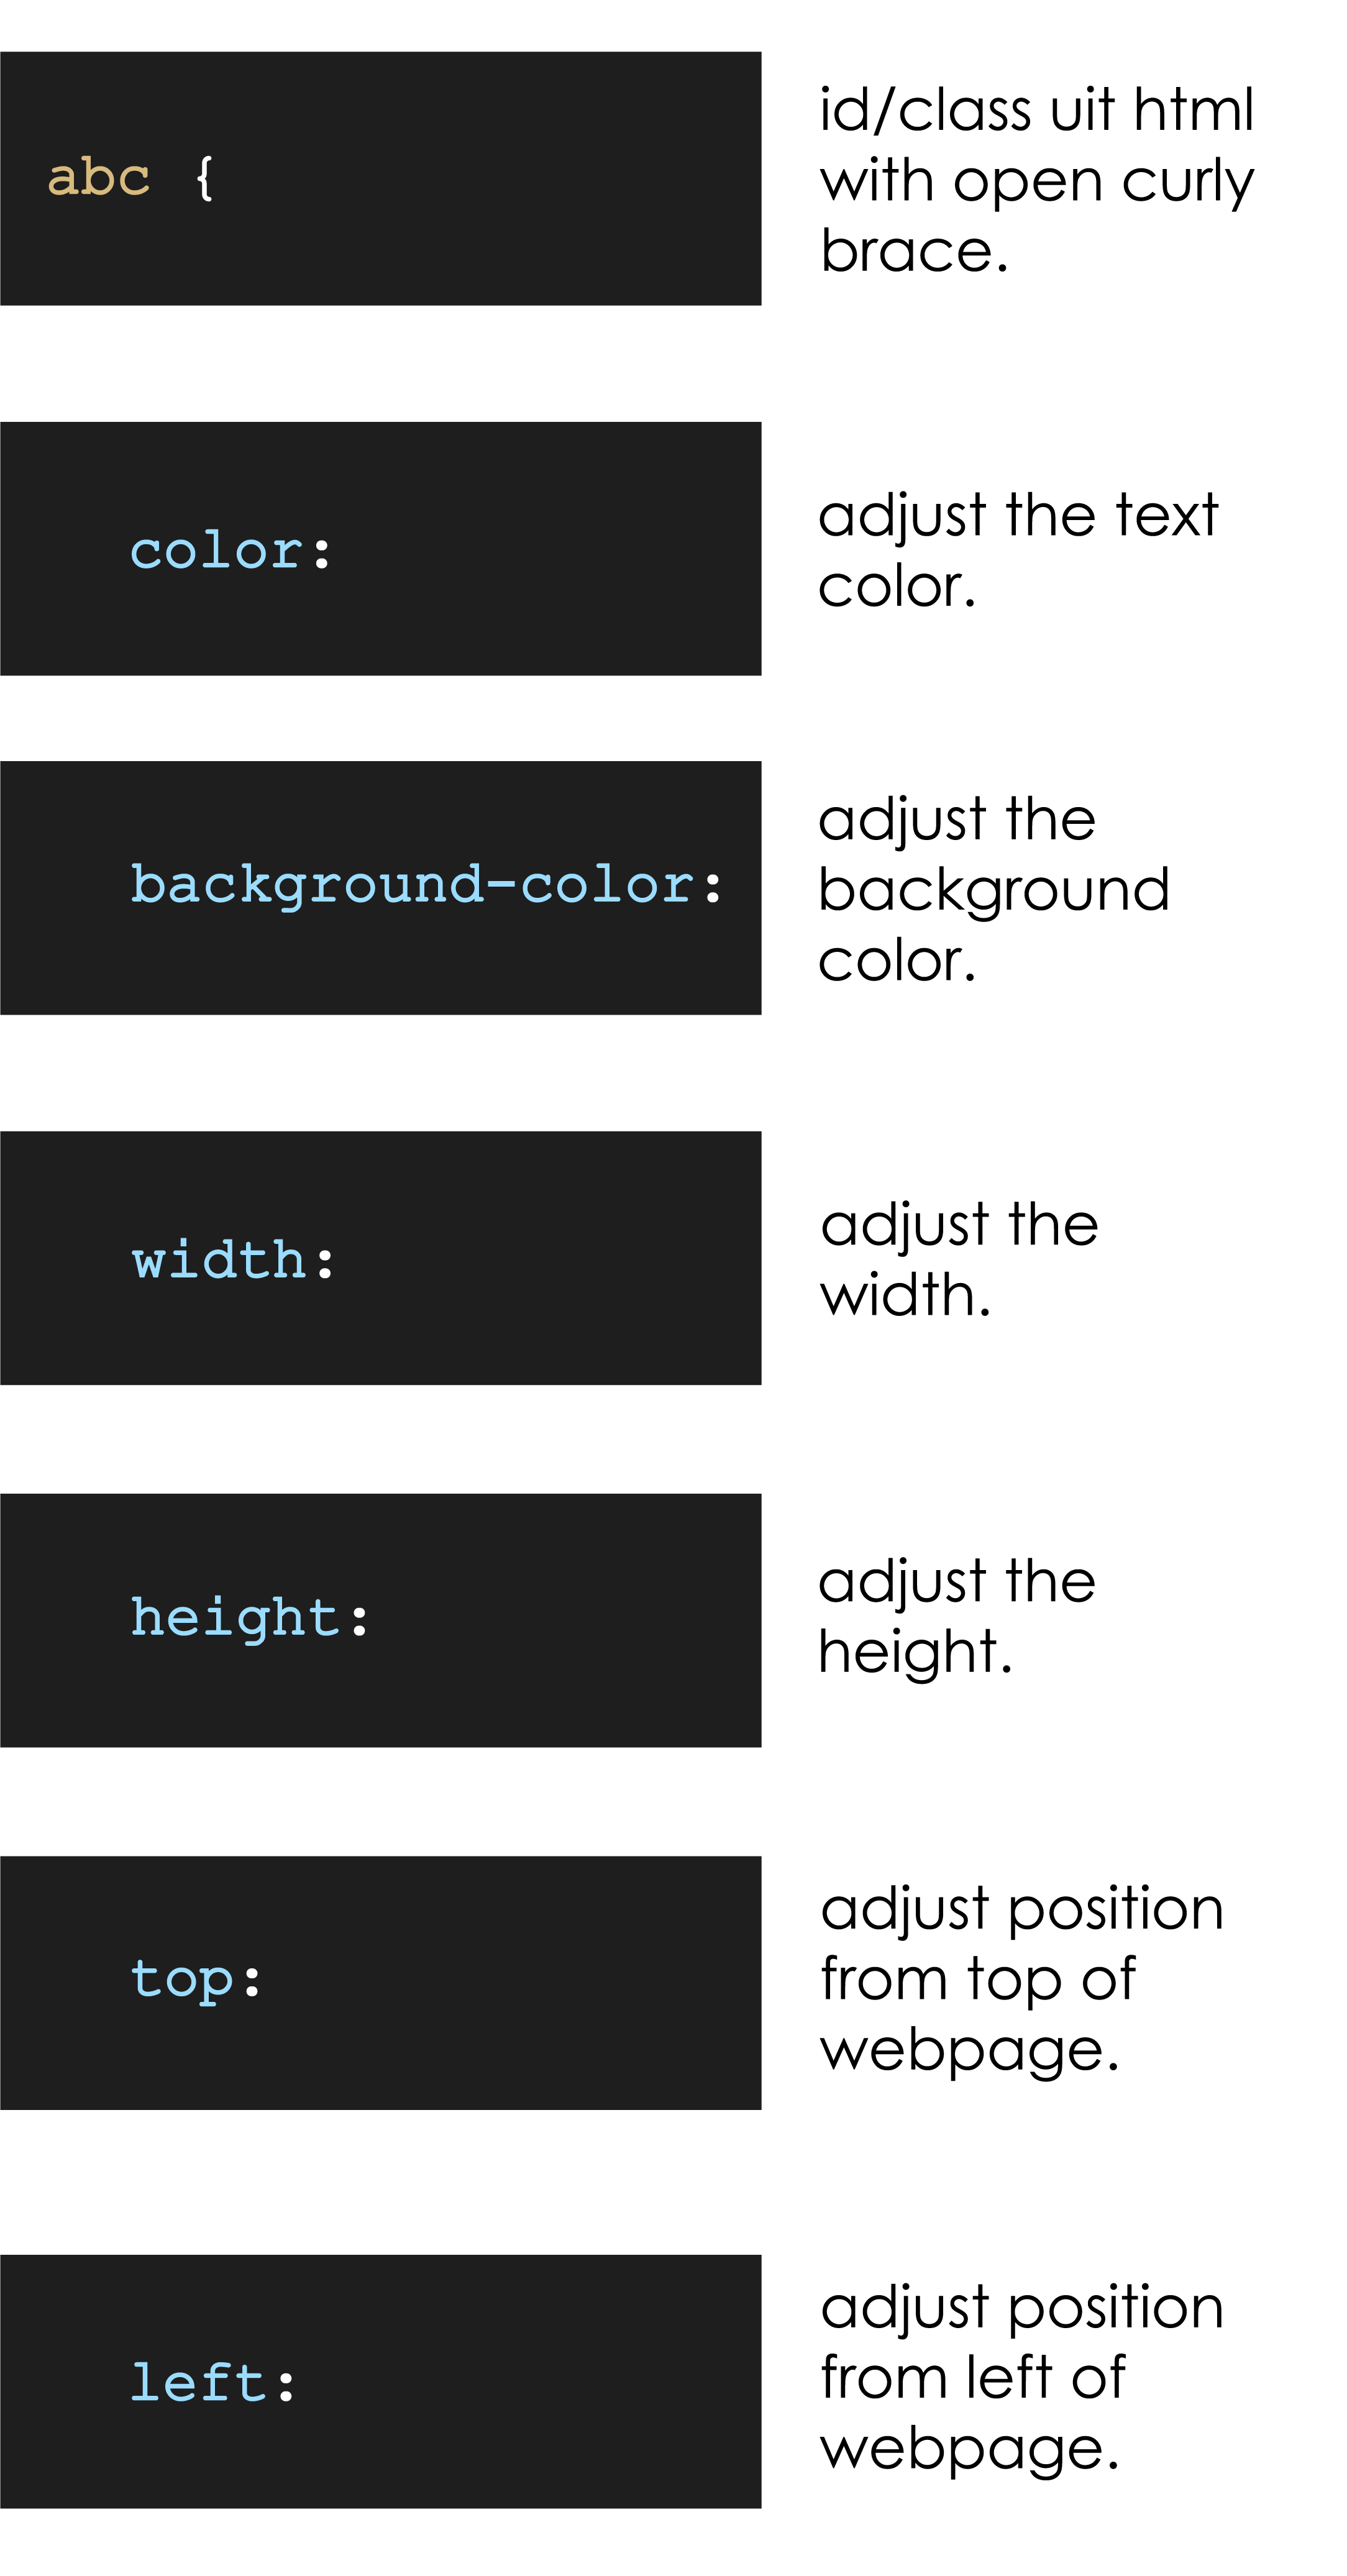 abc {
id/class uit html
with open curly
brace.
color:
adjust the text
color.
background-color:
adjust the
background
color.
width:
adjust the
width.
height:
adjust the
height.
top:
adjust position
from top of
webpage.
left:
adjust position
from left of
webpage.